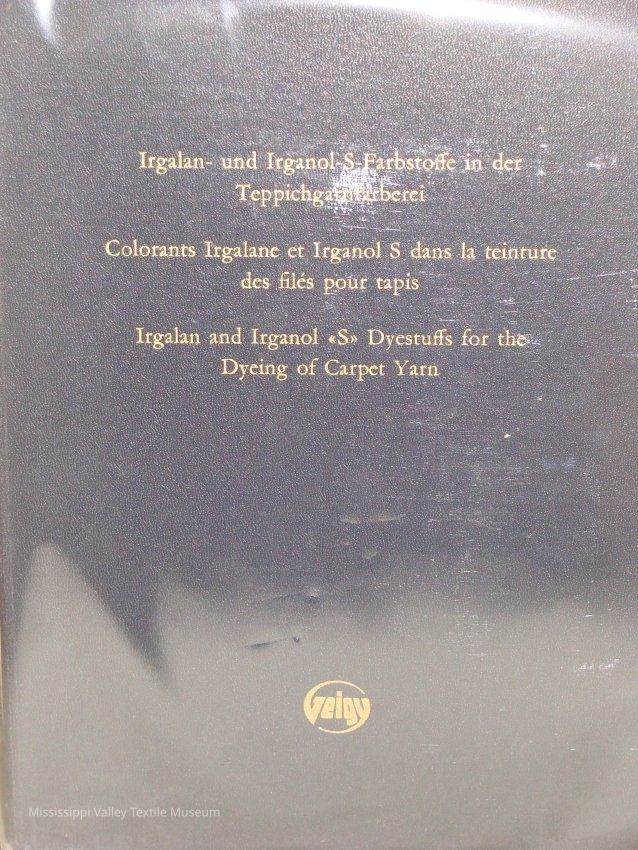 Irgalan- und Irganol-S-Farbstoffe in der
Teppichgarnfärberei
Colorants Irgalane et Irganol S dans la teinture
des filés pour tapis
Irgalan and Irganol «S» Dyestuffs for the
Dyeing of Carpet Yarn
Geigy
Mississippi Valley Textile Museum